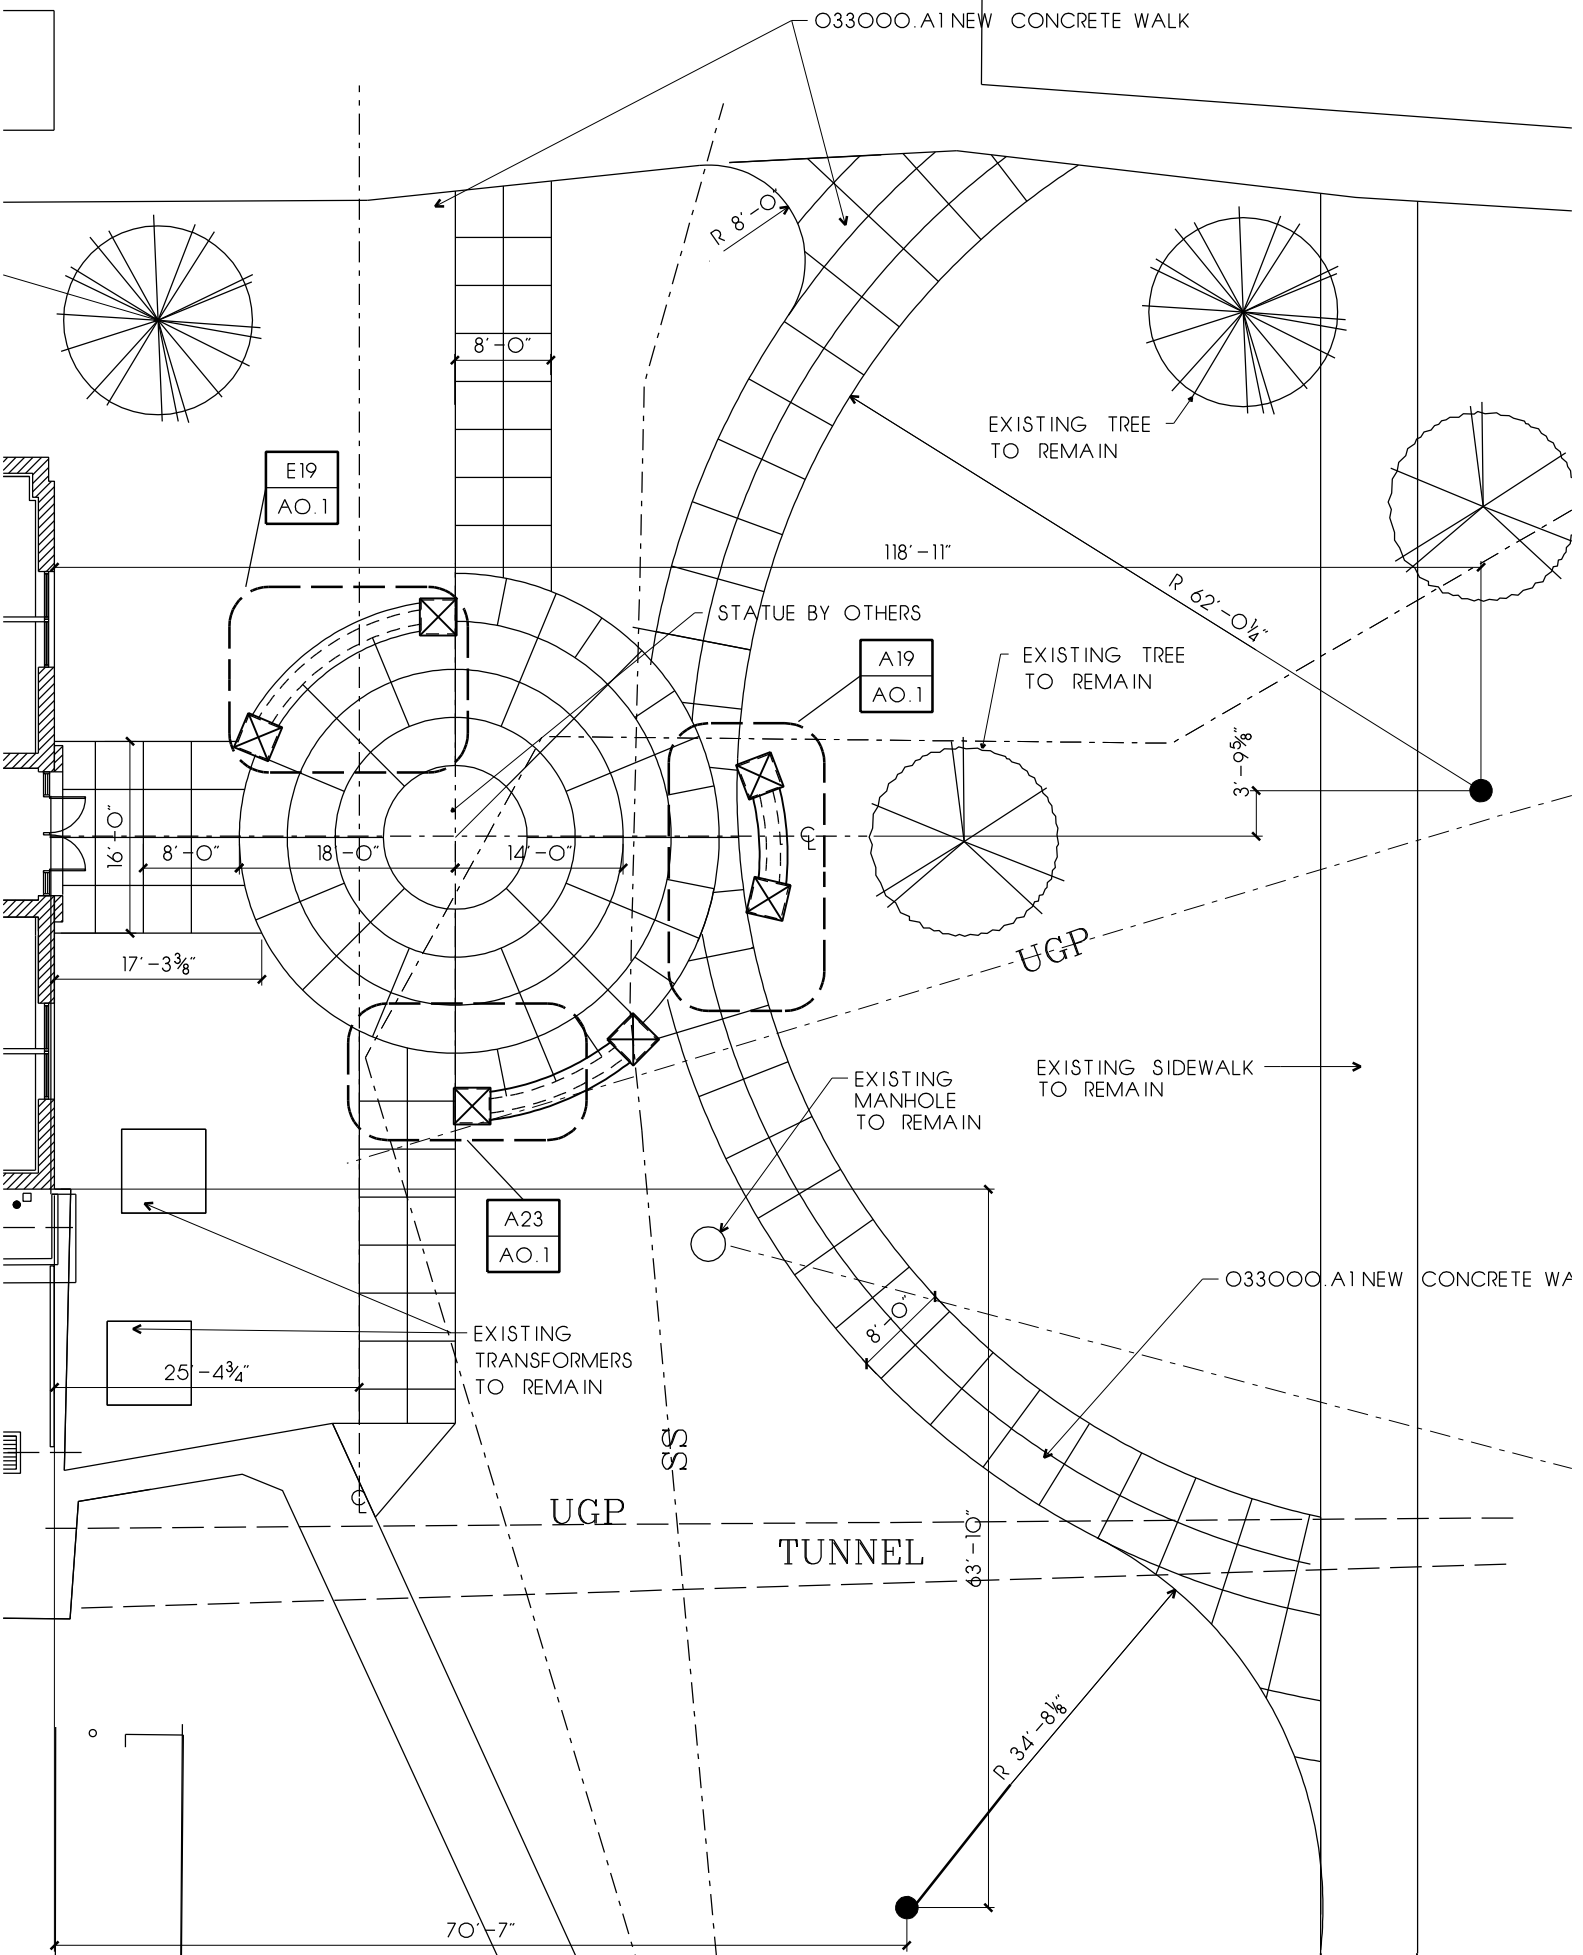 033000.A1 NEW CONCRETE WALK
R 8'-0"
8'-0"
EXISTING TREE
TO REMAIN
E19
A0.1
118'-11"
R 62'-0¼"
STATUE BY OTHERS
A19
A0.1
EXISTING TREE
TO REMAIN
3'-9⅝"
16'-0"
8'-0"
18'-0"
14'-0"
CL
17'-3⅜"
UGP
EXISTING SIDEWALK
TO REMAIN
EXISTING
MANHOLE
TO REMAIN
A23
A0.1
033000.A1 NEW CONCRETE WA
8'-0"
EXISTING
TRANSFORMERS
TO REMAIN
25'-4¾"
SS
CL
UGP
TUNNEL
63'-10"
R 34'-8⅛"
70'-7"